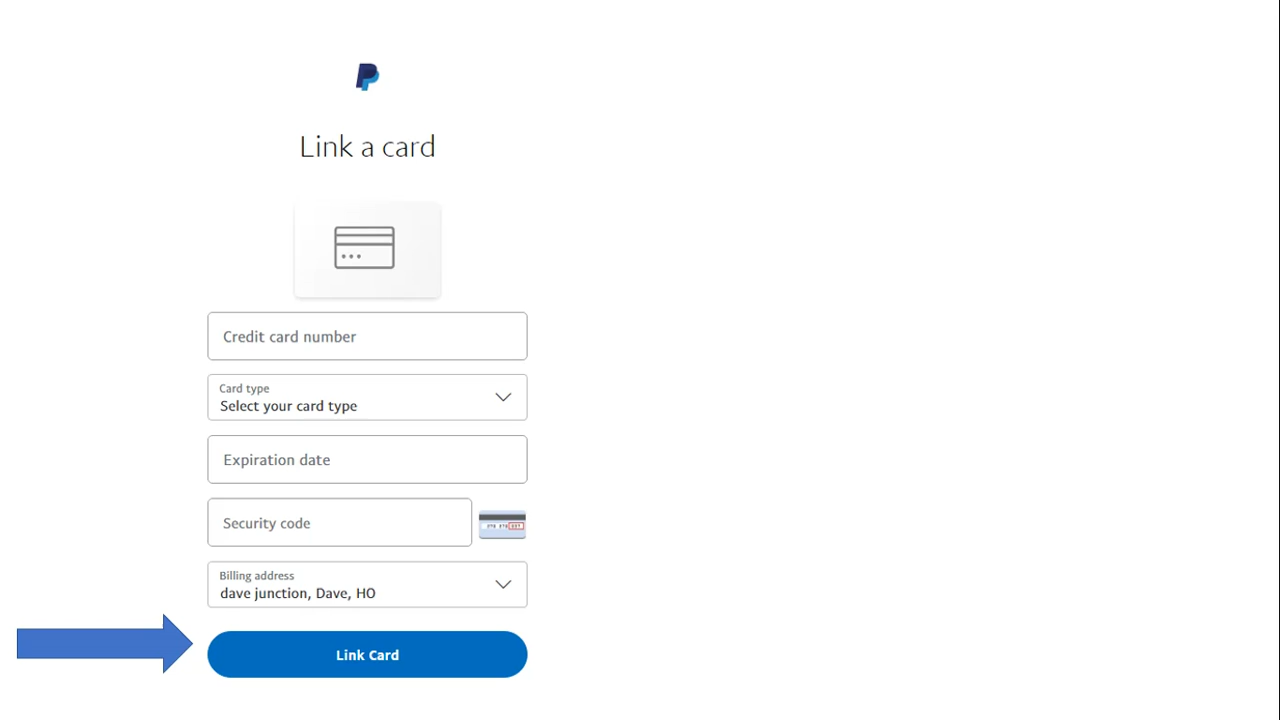 Link a card
Credit card number
Card type
Select your card type
Expiration date
Security code
Billing address
dave junction, Dave, HO
Link Card